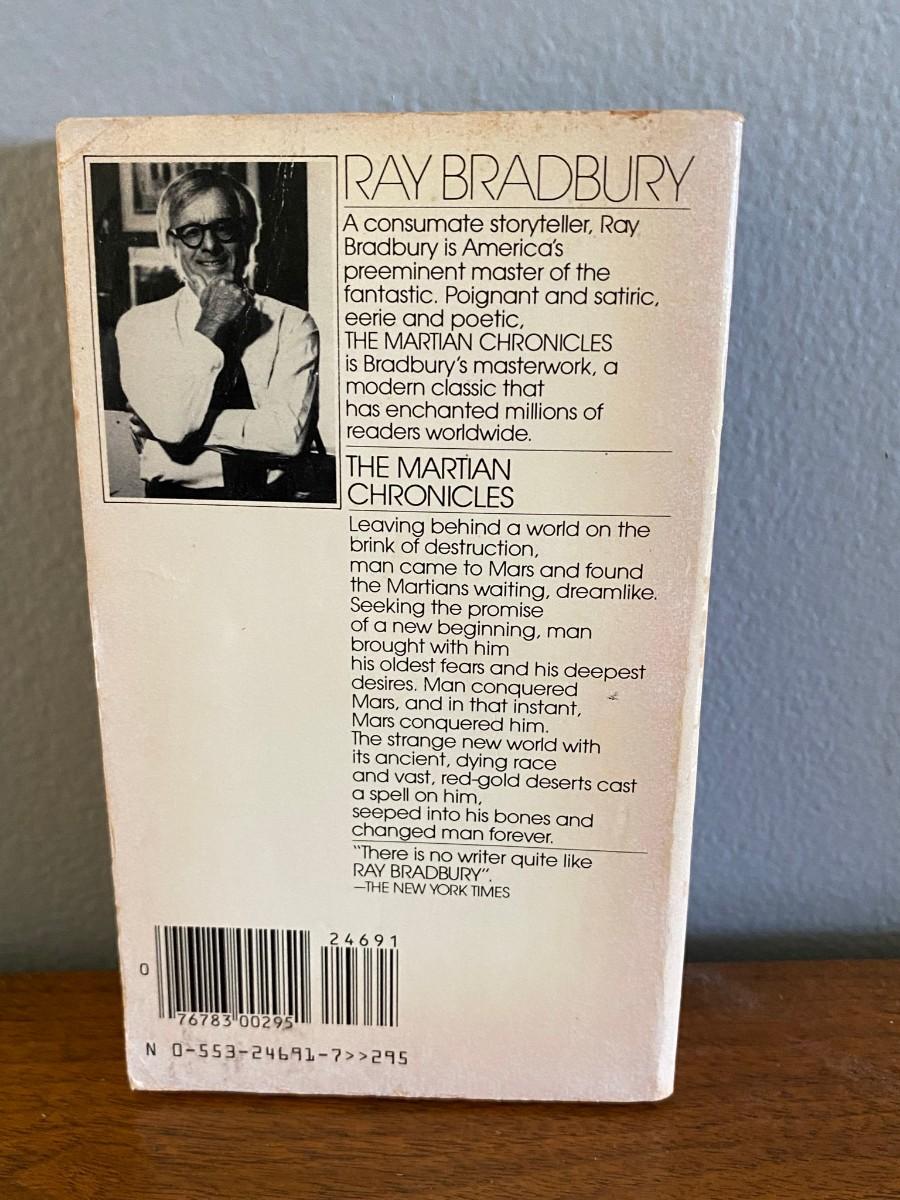 RAY BRADBURY
A consumate storyteller, Ray
Bradbury is America's
preeminent master of the
fantastic. Poignant and satiric,
eerie and poetic,
THE MARTIAN CHRONICLES
is Bradbury's masterwork, a
modern classic that
has enchanted millions of
readers worldwide.
THE MARTIAN
CHRONICLES
Leaving behind a world on the
brink of destruction,
man came to Mars and found
the Martians waiting, dreamlike.
Seeking the promise
of a new beginning, man
brought with him
his oldest fears and his deepest
desires. Man conquered
Mars, and in that instant,
Mars conquered him.
The strange new world with
its ancient, dying race
and vast, red-gold deserts cast
a spell on him,
seeped into his bones and
changed man forever.
"There is no writer quite like
RAY BRADBURY".
—THE NEW YORK TIMES
24691
0
76783 00295
N 0-553-24691-7>>295